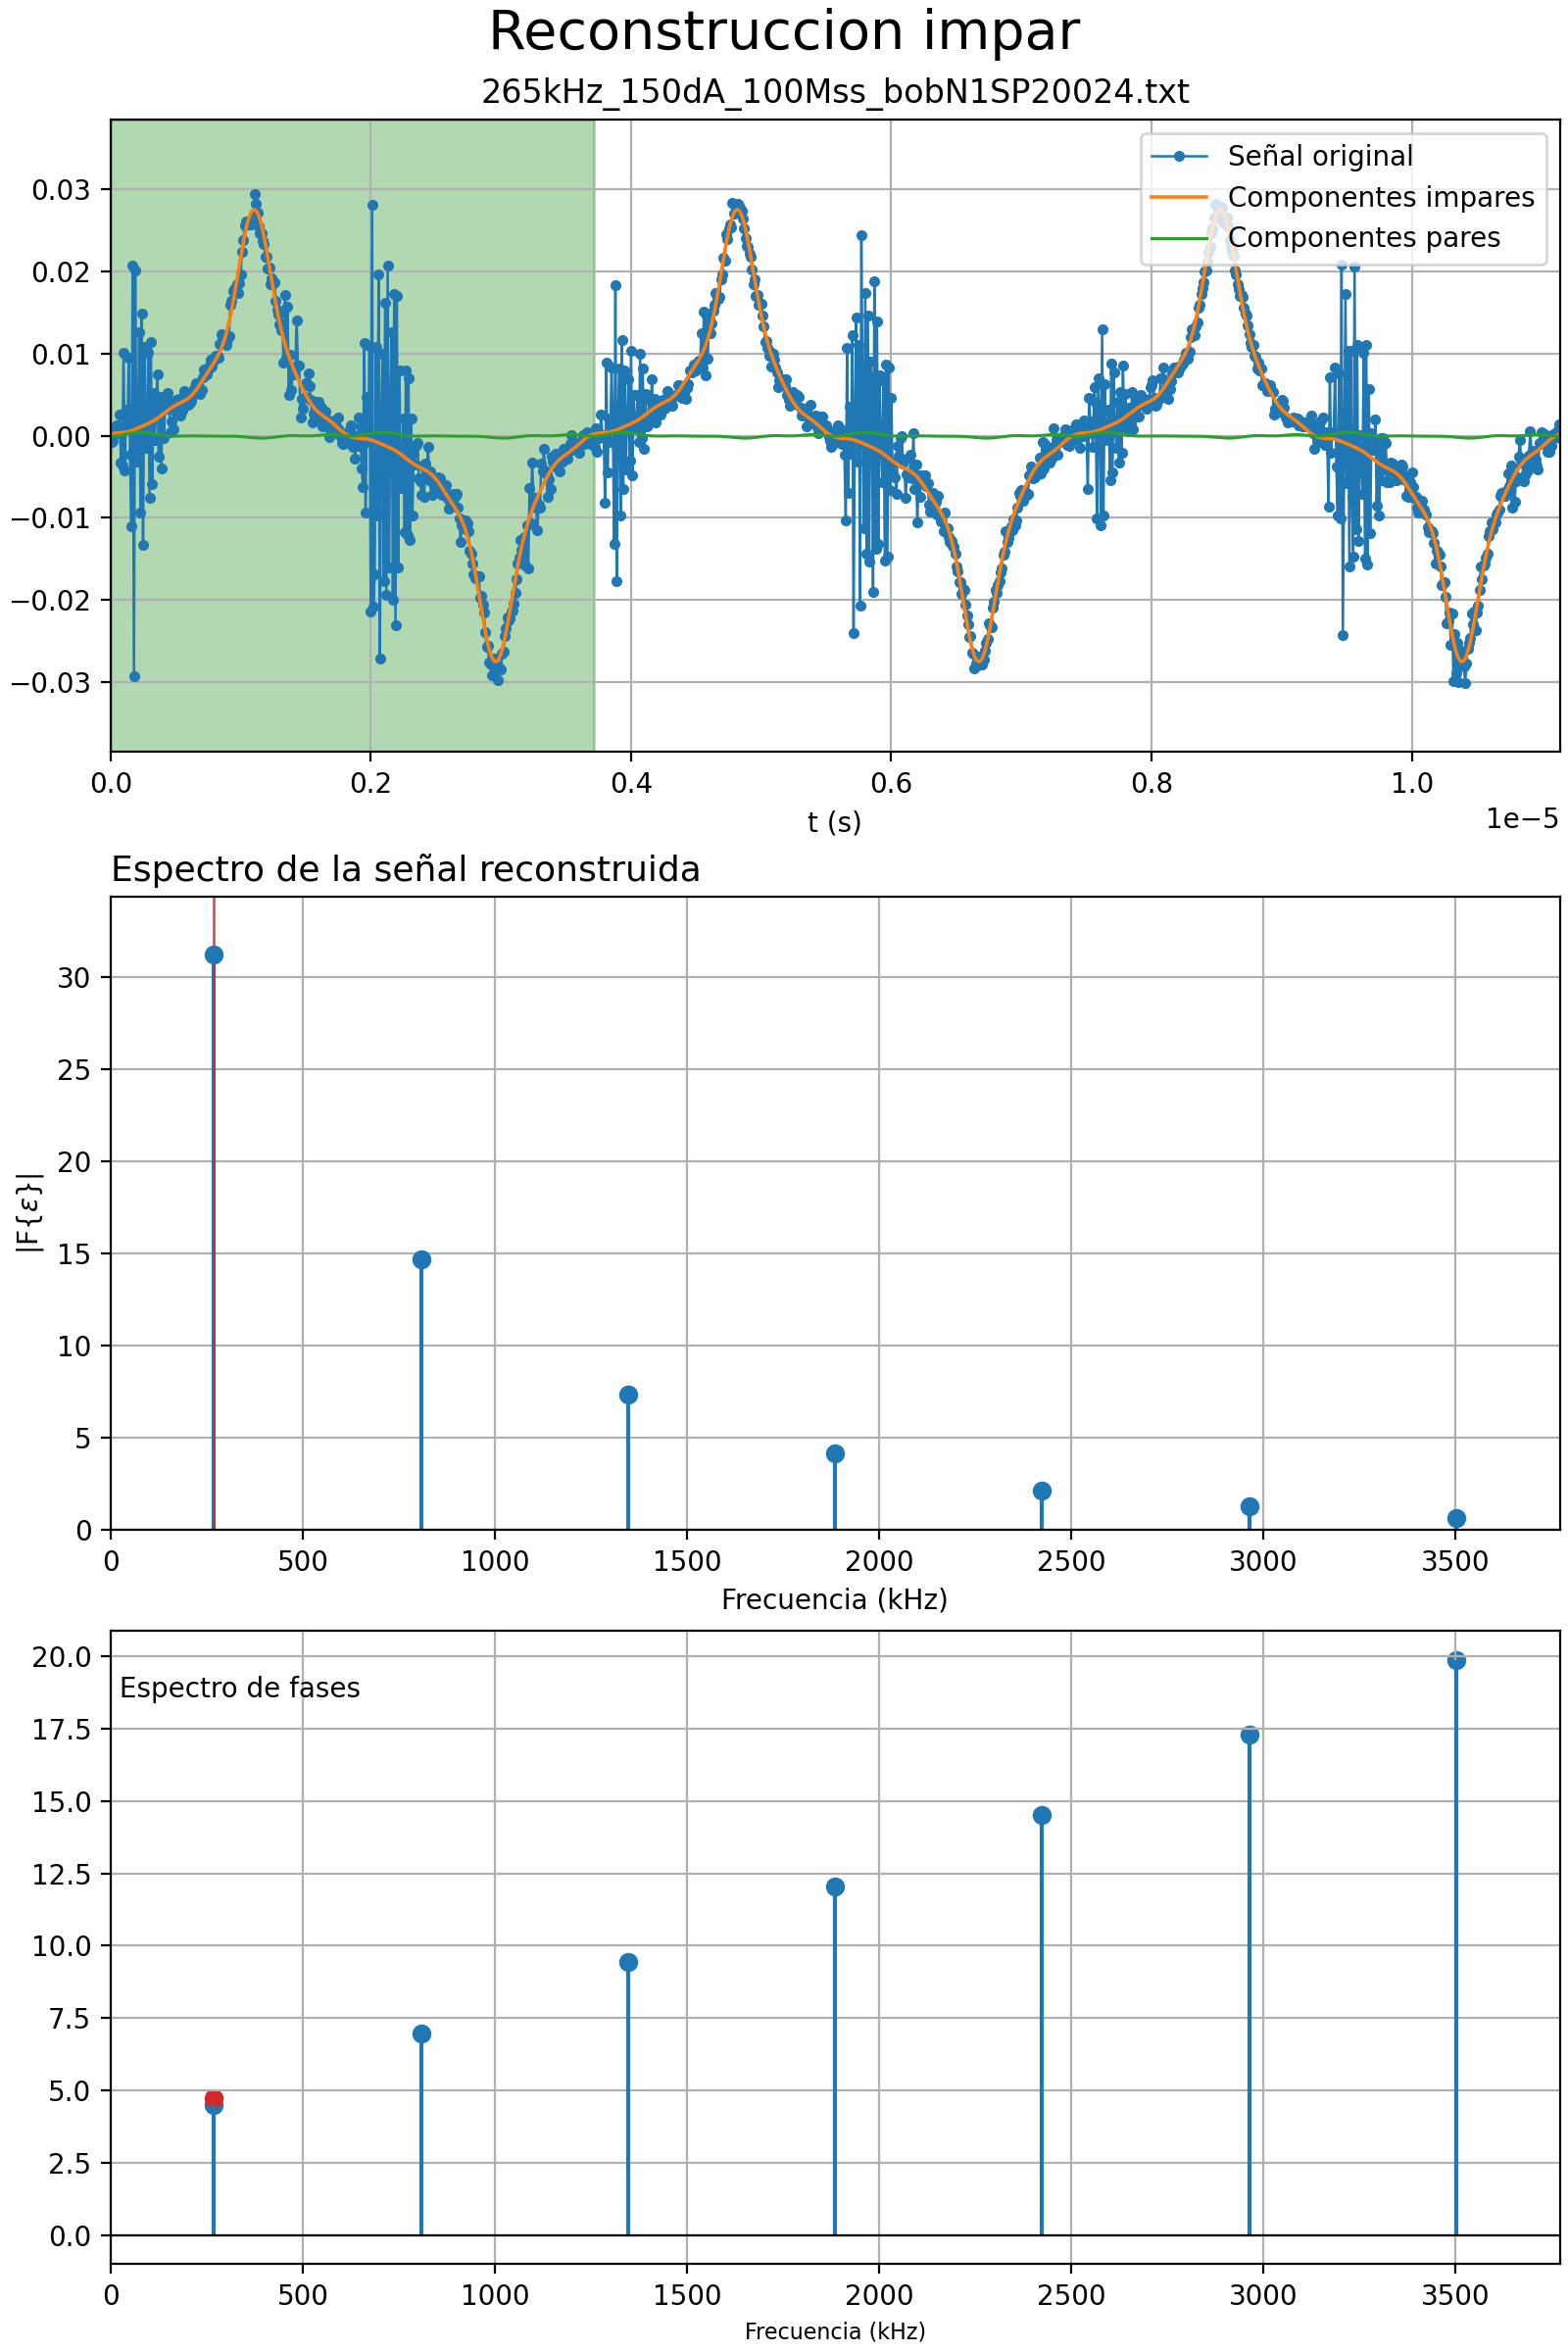 Reconstruccion impar
265kHz_150dA_100Mss_bobN1SP20024.txt
Señal original
Componentes impares
Componentes pares
0.03
0.02
0.01
0.00
−0.01
−0.02
−0.03
0.0 0.2 0.4 0.6 0.8 1.0
1e−5
t (s)
Espectro de la señal reconstruida
|F{ε}|
30
25
20
15
10
5
0
0 500 1000 1500 2000 2500 3000 3500
Frecuencia (kHz)
Espectro de fases
20.0
17.5
15.0
12.5
10.0
7.5
5.0
2.5
0.0
0 500 1000 1500 2000 2500 3000 3500
Frecuencia (kHz)